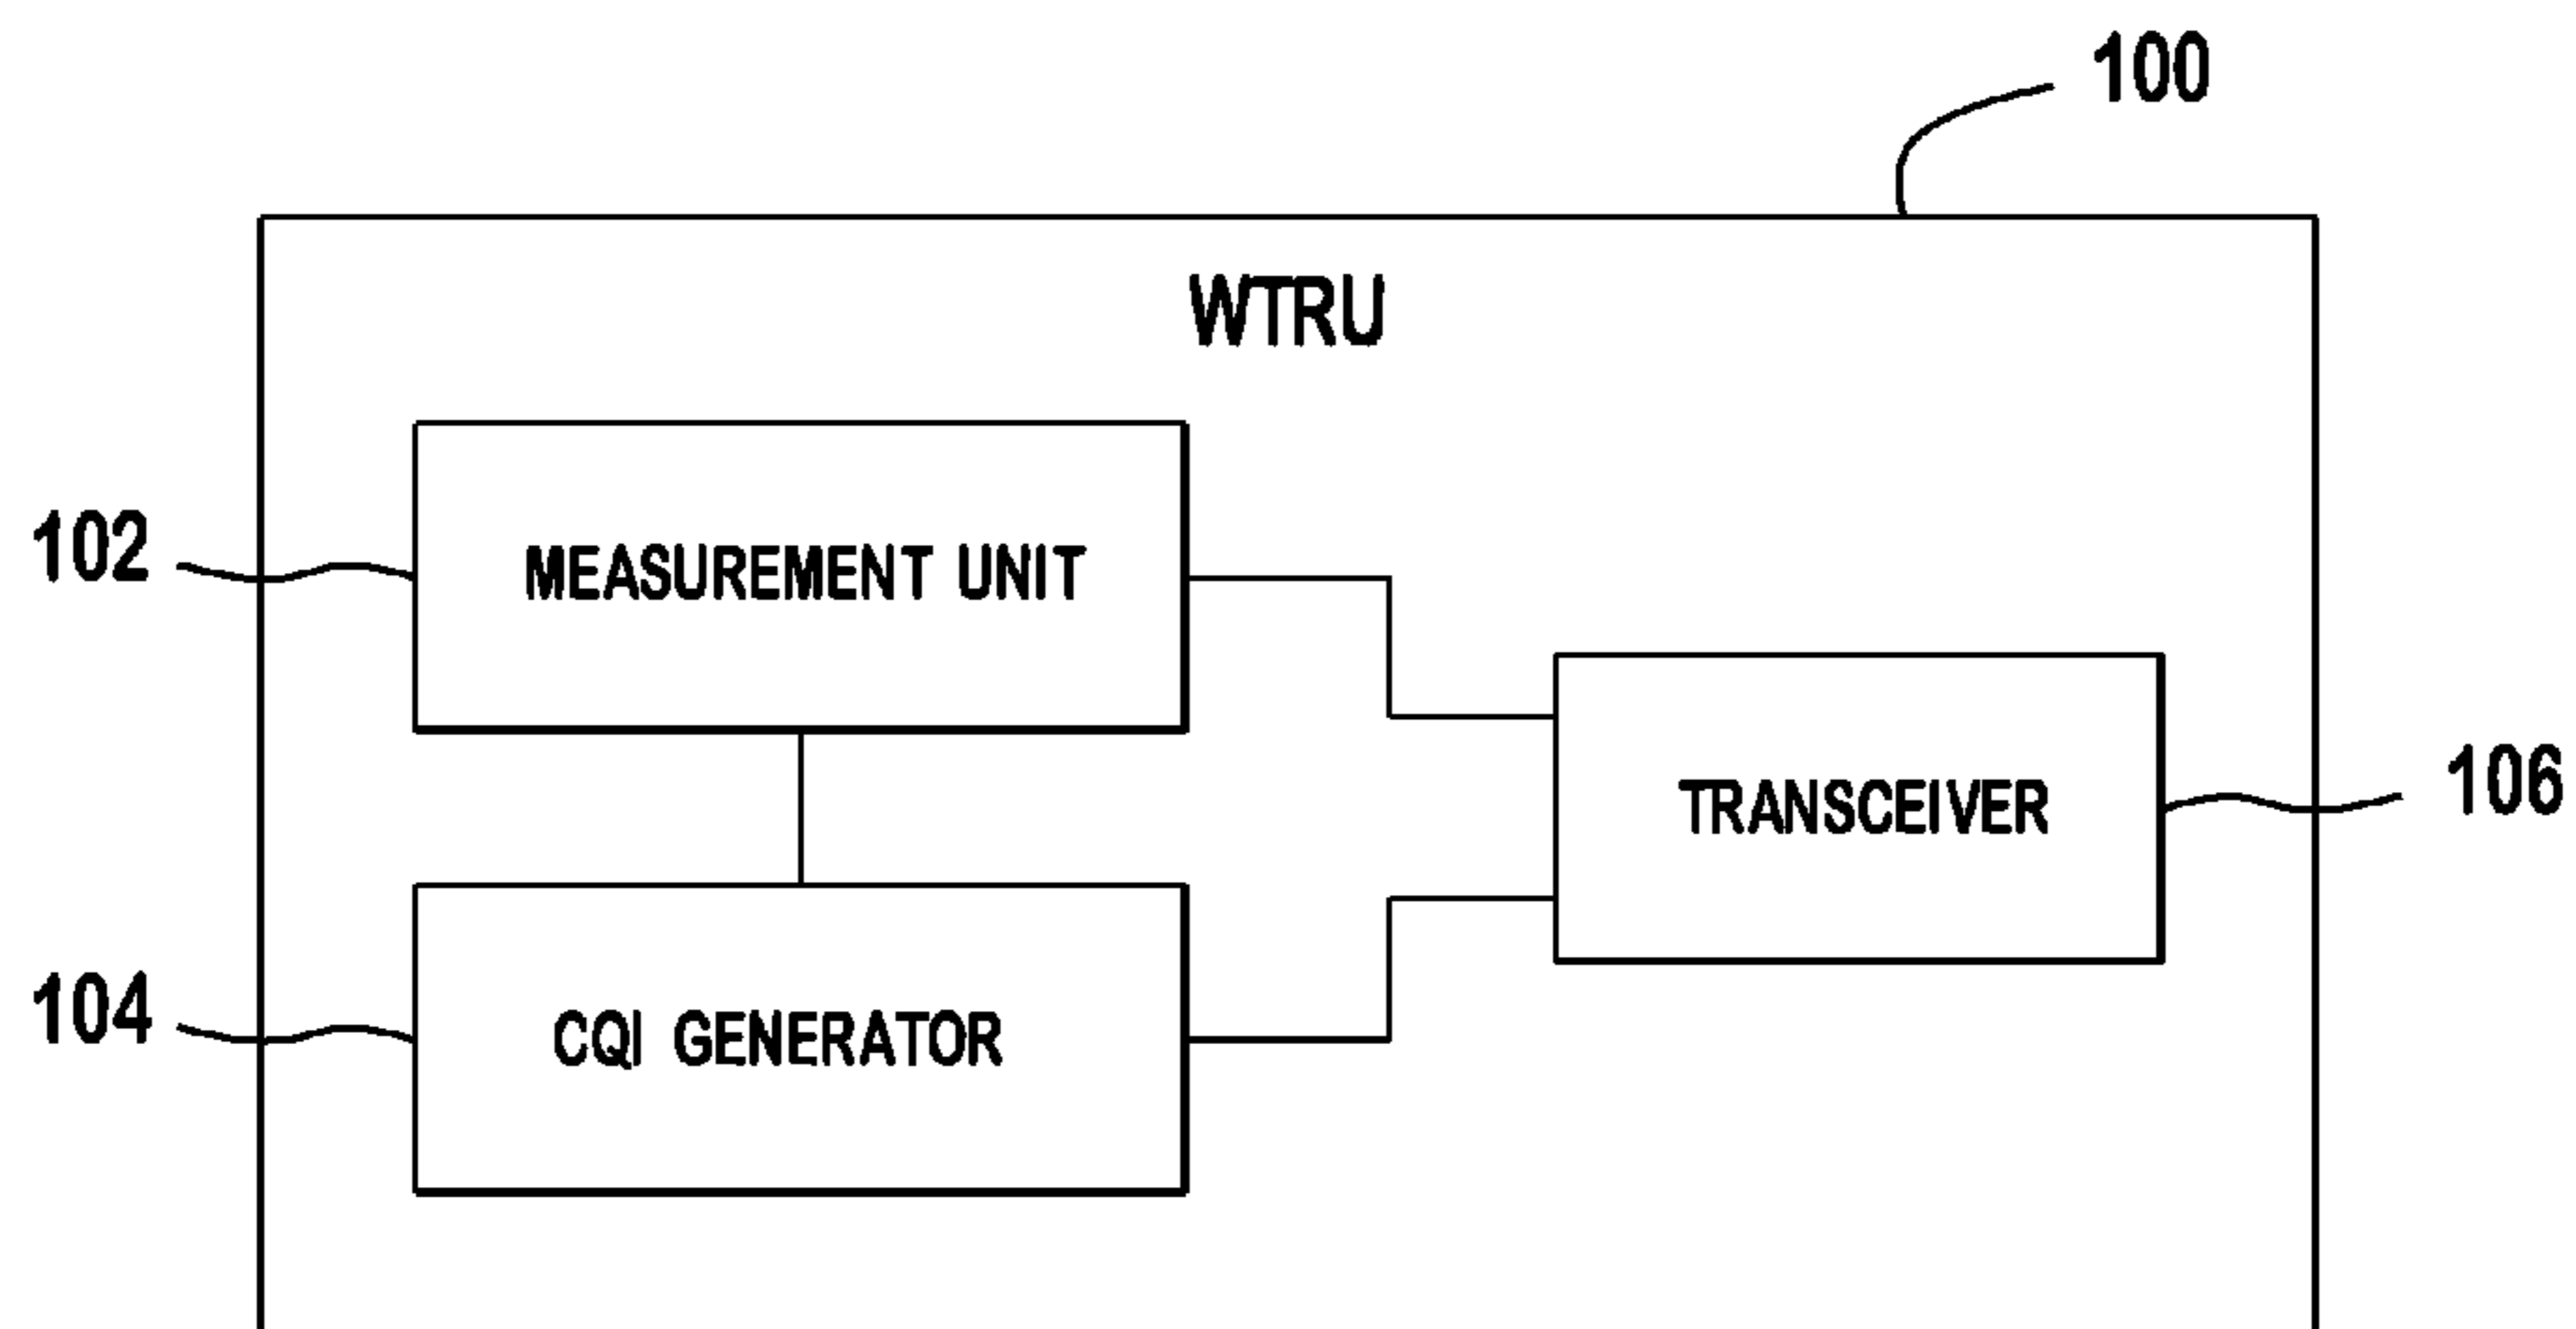 100
WTRU
102
MEASUREMENT UNIT
TRANSCEIVER
106
104
CQI GENERATOR